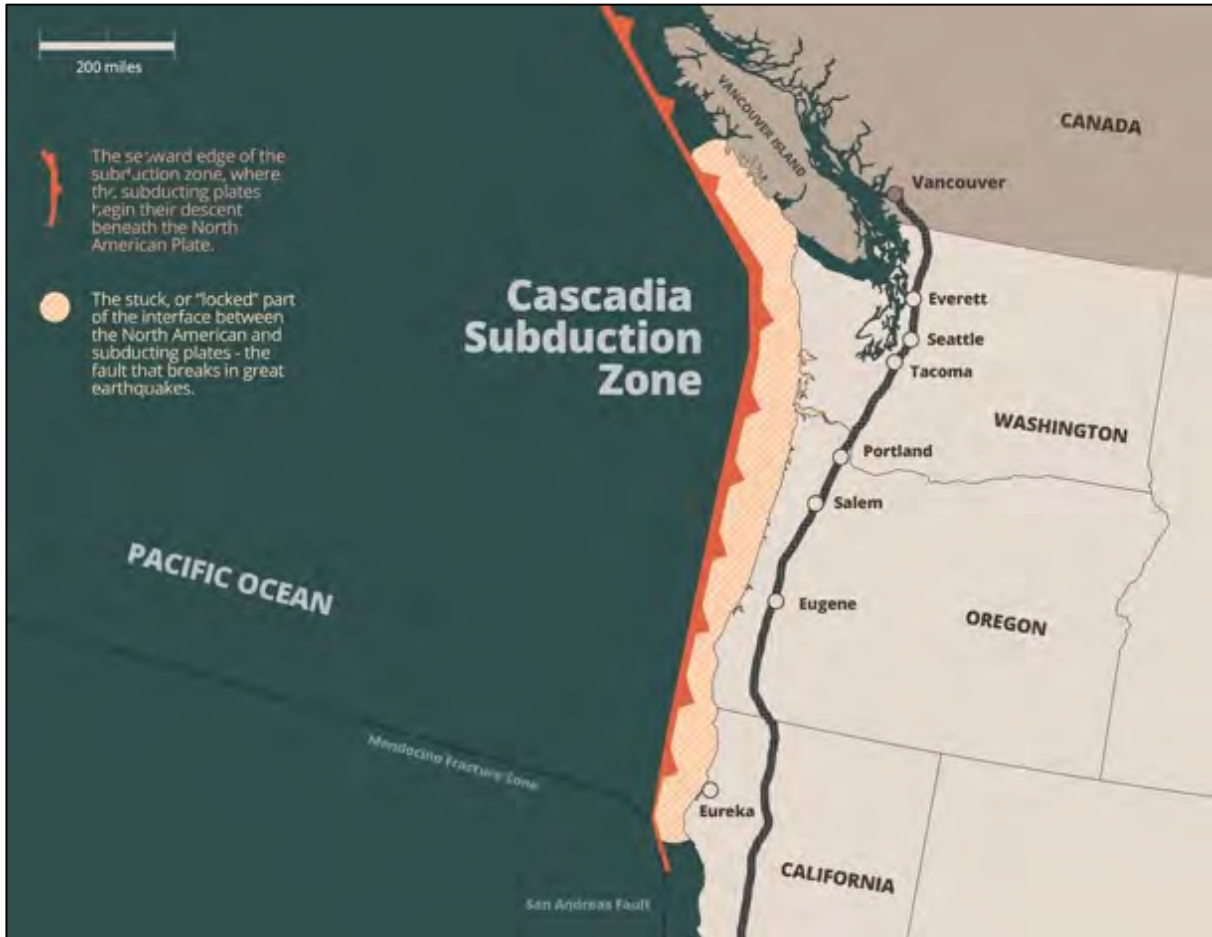 200 miles
The seaward edge of the
subduction zone, where
the subducting plates
begin their descent
beneath the North
American Plate.
The stuck, or "locked" part
of the interface between
the North American and
subducting plates - the
fault that breaks in great
earthquakes.
Cascadia
Subduction
Zone
PACIFIC OCEAN
Mendocino Fracture Zone
San Andreas Fault
VANCOUVER ISLAND
CANADA
Vancouver
Everett
Seattle
Tacoma
WASHINGTON
Portland
Salem
Eugene
OREGON
Eureka
CALIFORNIA